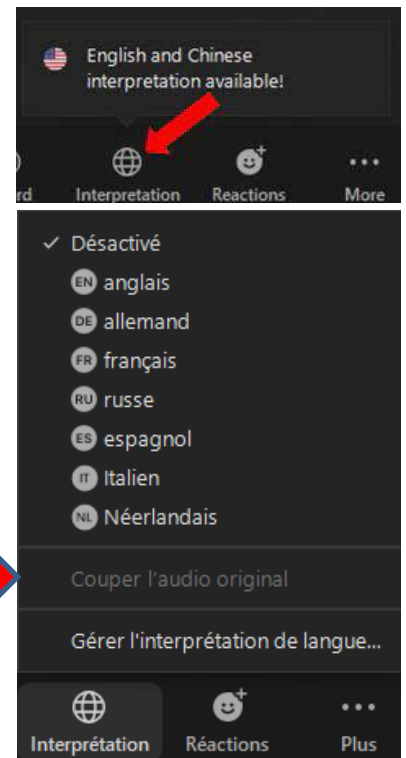 English and Chinese
interpretation available!
rd Interpretation Reactions More
Désactivé
EN anglais
DE allemand
FR français
RU russe
ES espagnol
IT Italien
NL Néerlandais
Couper l'audio original
Gérer l'interprétation de langue...
Interprétation Réactions Plus